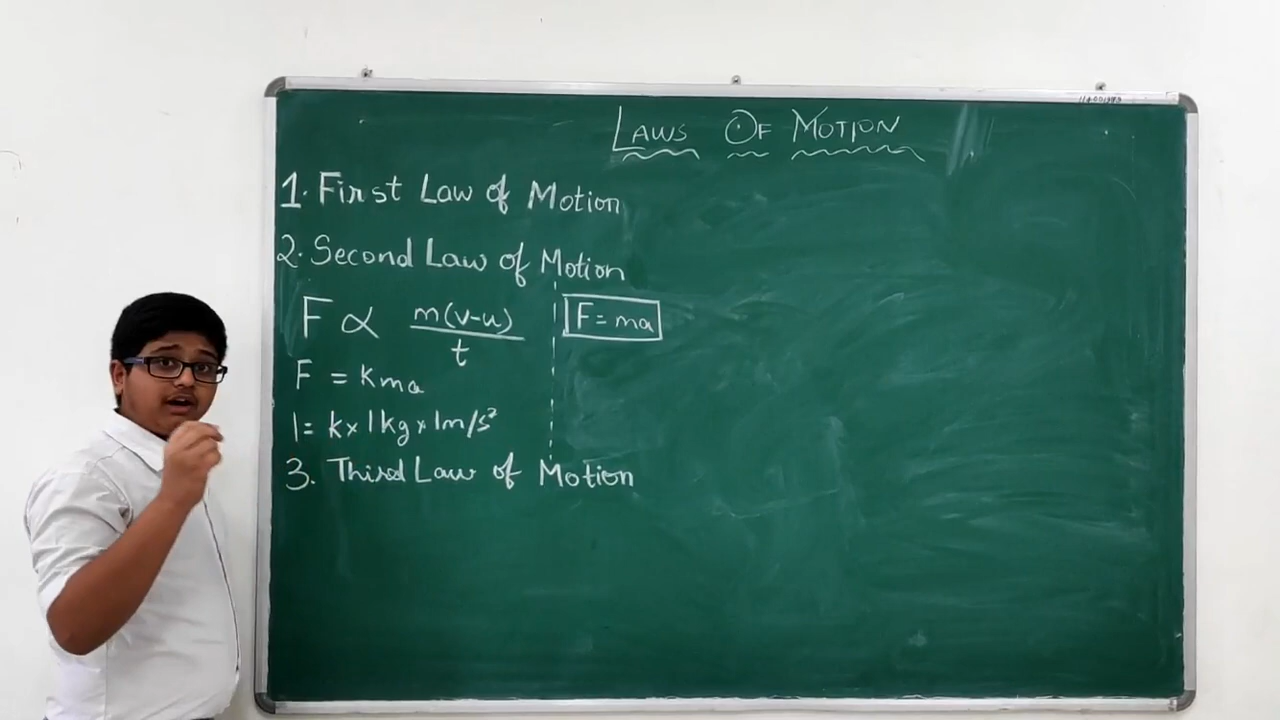 LAWS OF MOTION
1. First Law of Motion
2. Second Law of Motion
F ∝ m(v-u)/t
F = ma
F = kma
1 = k × 1kg × 1m/s²
3. Third Law of Motion